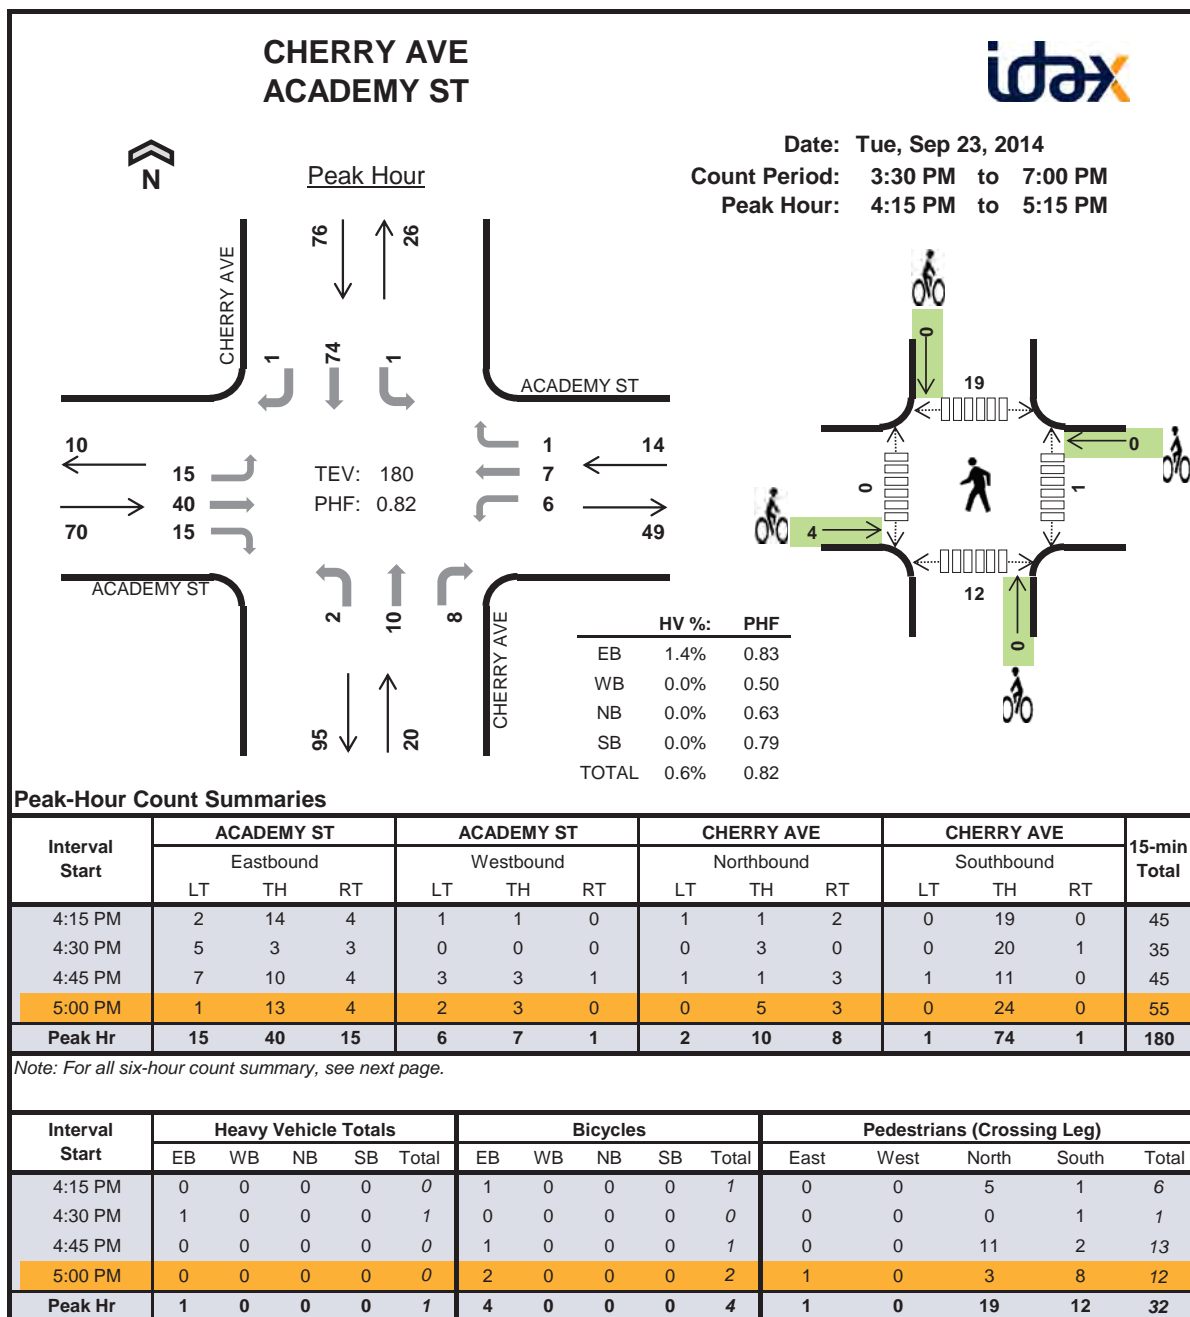 CHERRY AVE
ACADEMY ST
idax
Date: Tue, Sep 23, 2014
Count Period: 3:30 PM to 7:00 PM
Peak Hour: 4:15 PM to 5:15 PM
N
Peak Hour
76 26
CHERRY AVE
1 74 1
ACADEMY ST
10 15 TEV: 180 1 14
40 PHF: 0.82 7
70 15 6 49
ACADEMY ST
2 10 8
CHERRY AVE
95 20
0
19
0
0 1
4
12
0
HV %: PHF
EB 1.4% 0.83
WB 0.0% 0.50
NB 0.0% 0.63
SB 0.0% 0.79
TOTAL 0.6% 0.82
Peak-Hour Count Summaries
Interval Start ACADEMY ST ACADEMY ST CHERRY AVE CHERRY AVE 15-min Total
Eastbound Westbound Northbound Southbound
LT TH RT LT TH RT LT TH RT LT TH RT
4:15 PM 2 14 4 1 1 0 1 1 2 0 19 0 45
4:30 PM 5 3 3 0 0 0 0 3 0 0 20 1 35
4:45 PM 7 10 4 3 3 1 1 1 3 1 11 0 45
5:00 PM 1 13 4 2 3 0 0 5 3 0 24 0 55
Peak Hr 15 40 15 6 7 1 2 10 8 1 74 1 180
Note: For all six-hour count summary, see next page.
Interval Start Heavy Vehicle Totals Bicycles Pedestrians (Crossing Leg)
EB WB NB SB Total EB WB NB SB Total East West North South Total
4:15 PM 0 0 0 0 0 1 0 0 0 1 0 0 5 1 6
4:30 PM 1 0 0 0 1 0 0 0 0 0 0 0 0 1 1
4:45 PM 0 0 0 0 0 1 0 0 0 1 0 0 11 2 13
5:00 PM 0 0 0 0 0 2 0 0 0 2 1 0 3 8 12
Peak Hr 1 0 0 0 1 4 0 0 0 4 1 0 19 12 32